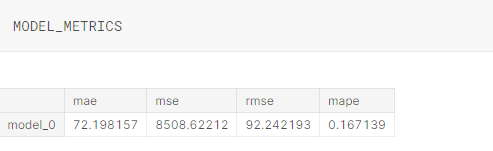 MODEL_METRICS
mae mse rmse mape
model_0 72.198157 8508.62212 92.242193 0.167139